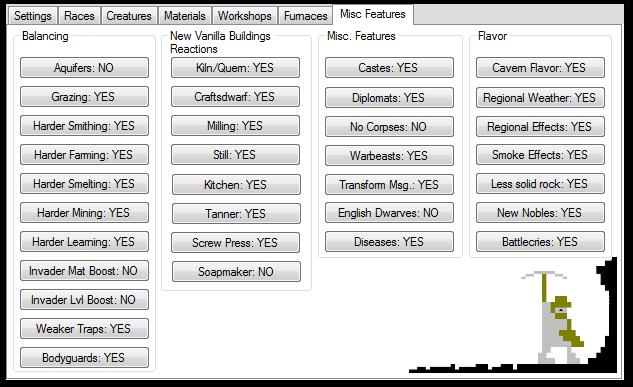 Settings
Races
Creatures
Materials
Workshops
Furnaces
Misc Features
Balancing
Aquifers: NO
Grazing: YES
Harder Smithing: YES
Harder Farming: YES
Harder Smelting: YES
Harder Mining: YES
Harder Learning: YES
Invader Mat Boost: NO
Invader Lvl Boost: NO
Weaker Traps: YES
Bodyguards: YES
New Vanilla Buildings
Reactions
Kiln/Quern: YES
Craftsdwarf: YES
Milling: YES
Still: YES
Kitchen: YES
Tanner: YES
Screw Press: YES
Soapmaker: NO
Misc. Features
Castes: YES
Diplomats: YES
No Corpses: NO
Warbeasts: YES
Transform Msg.: YES
English Dwarves: NO
Diseases: YES
Flavor
Cavern Flavor: YES
Regional Weather: YES
Regional Effects: YES
Smoke Effects: YES
Less solid rock: YES
New Nobles: YES
Battlecries: YES